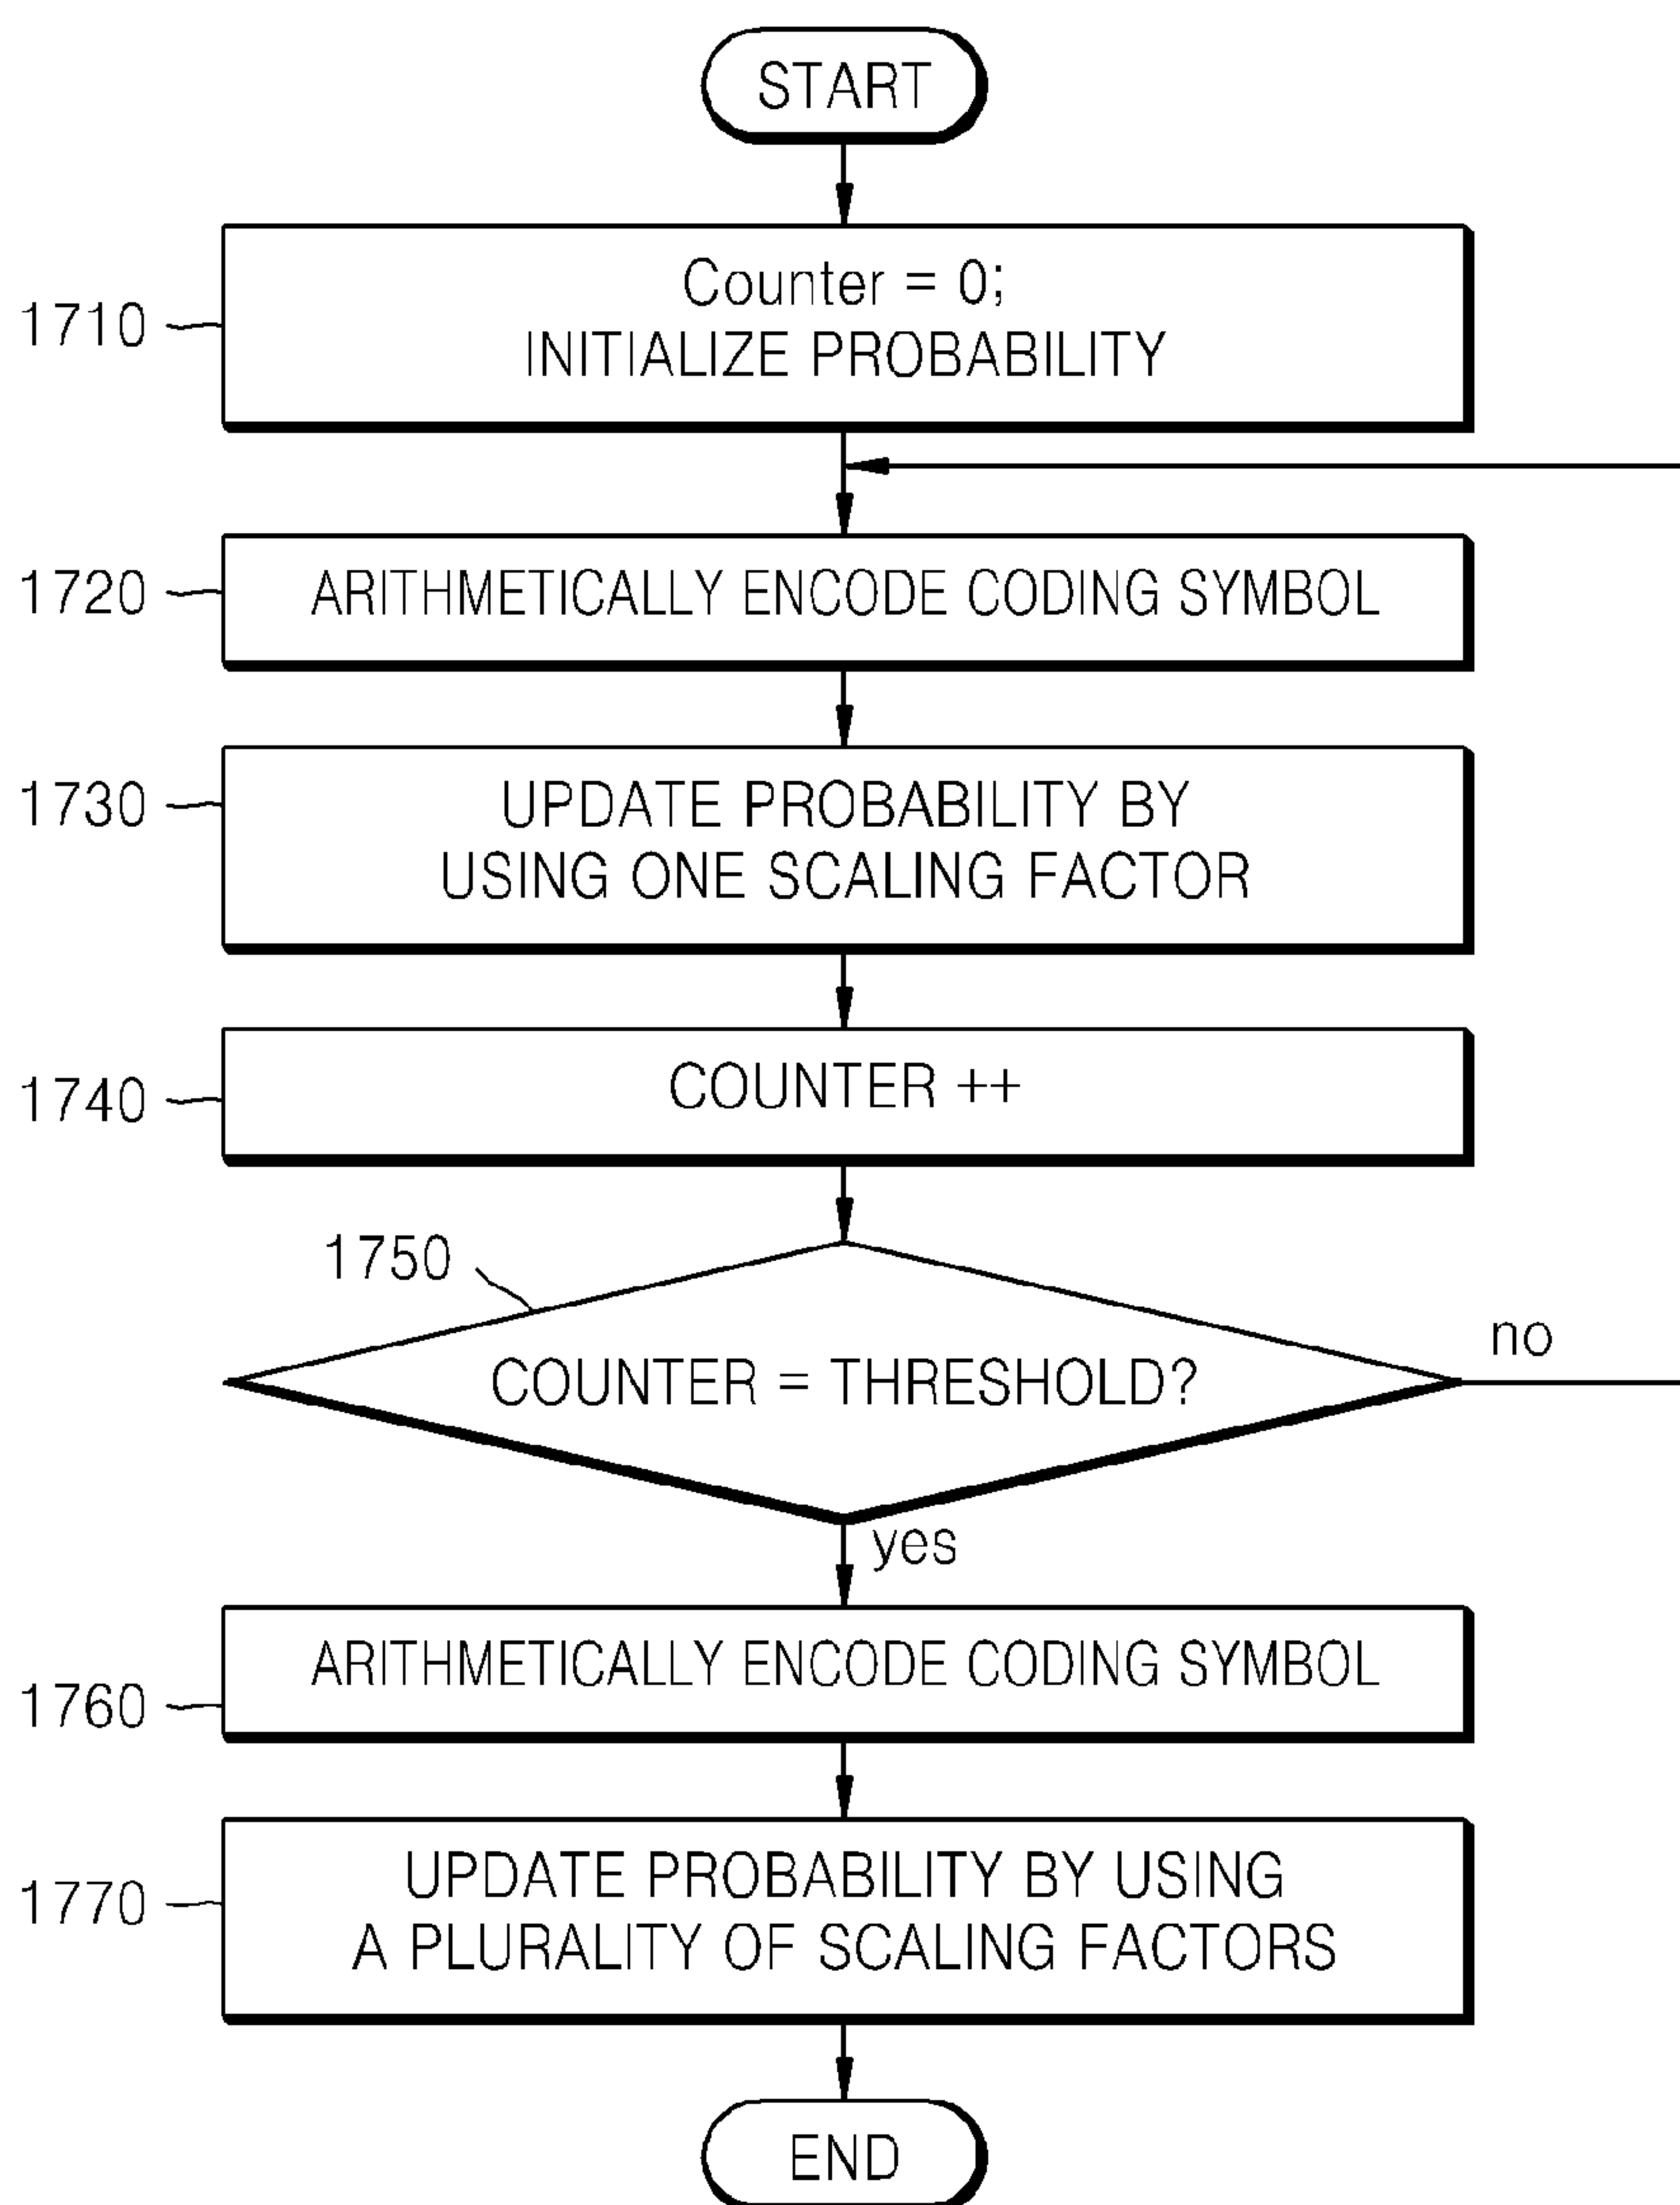 START
Counter = 0;
INITIALIZE PROBABILITY
1710
ARITHMETICALLY ENCODE CODING SYMBOL
1720
UPDATE PROBABILITY BY
USING ONE SCALING FACTOR
1730
COUNTER ++
1740
1750
COUNTER = THRESHOLD?
no
yes
ARITHMETICALLY ENCODE CODING SYMBOL
1760
UPDATE PROBABILITY BY USING
A PLURALITY OF SCALING FACTORS
1770
END